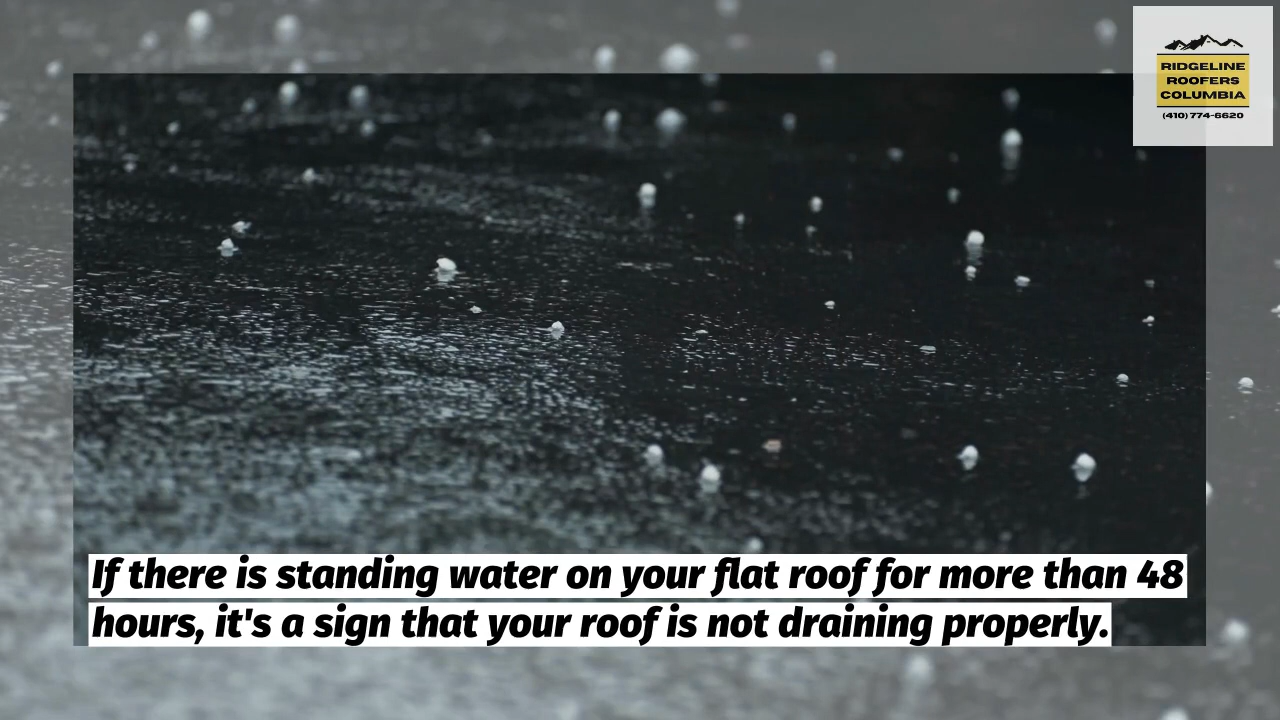 RIDGELINE
ROOFERS
COLUMBIA
(410) 774-6620
If there is standing water on your flat roof for more than 48
hours, it's a sign that your roof is not draining properly.